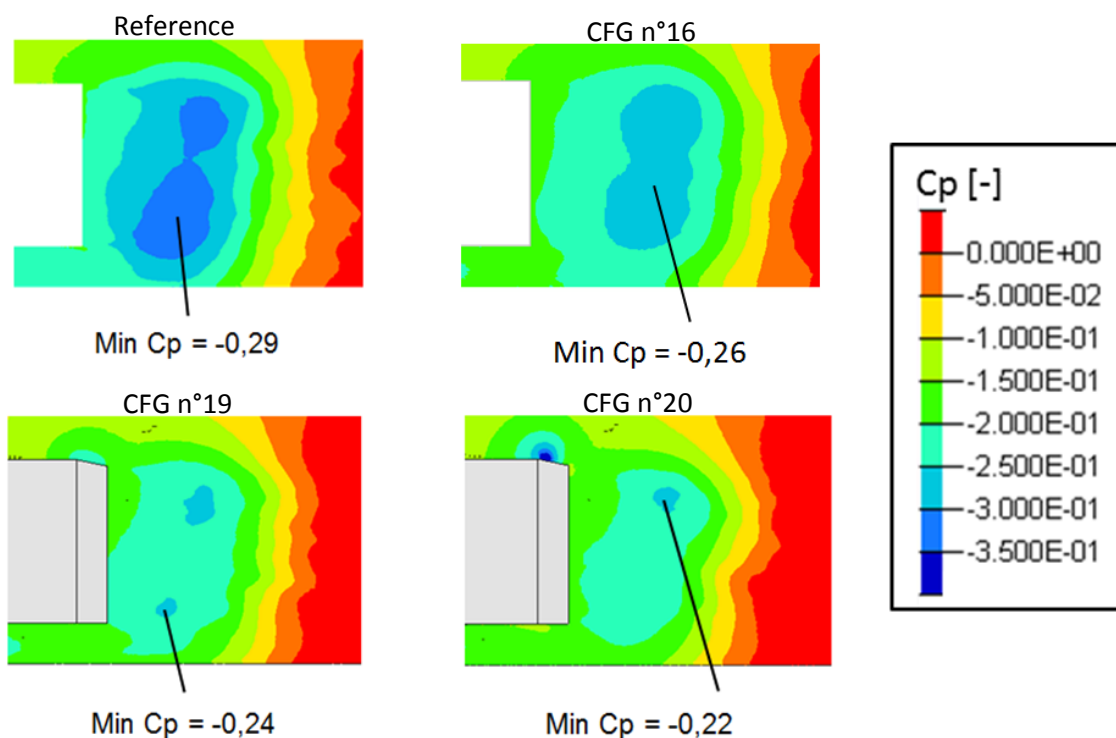 Reference
CFG n°16
Min Cp = -0,29
Min Cp = -0,26
CFG n°19
CFG n°20
Min Cp = -0,24
Min Cp = -0,22
Cp [-]
0.000E+00
-5.000E-02
-1.000E-01
-1.500E-01
-2.000E-01
-2.500E-01
-3.000E-01
-3.500E-01